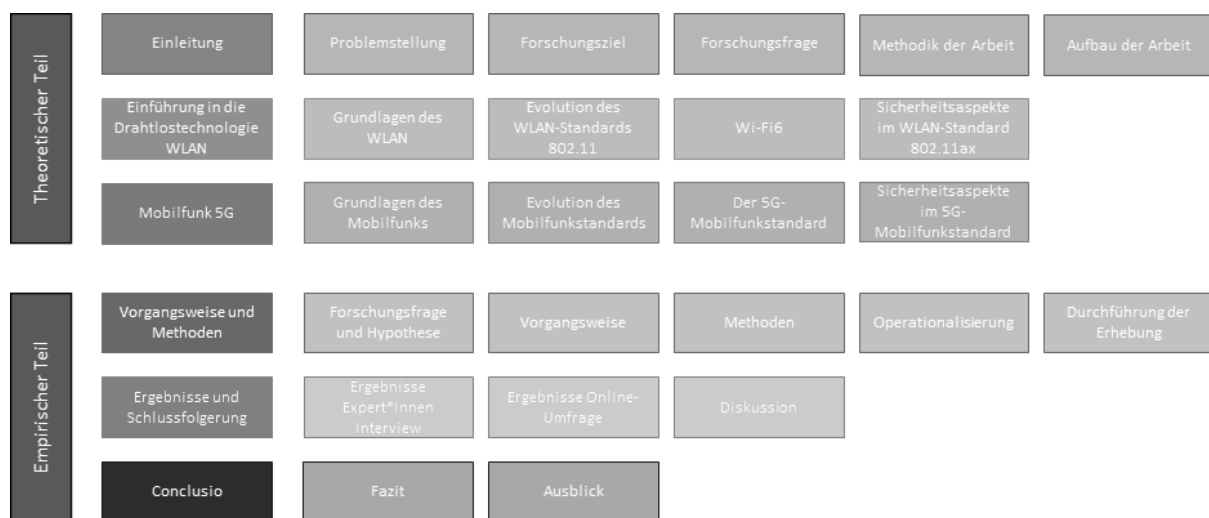 Theoretischer Teil
Einleitung
Problemstellung
Forschungsziel
Forschungsfrage
Methodik der Arbeit
Aufbau der Arbeit
Einführung in die
Drahtlostechnologie
WLAN
Grundlagen des
WLAN
Evolution des
WLAN-Standards
802.11
Wi-Fi6
Sicherheitsaspekte
im WLAN-Standard
802.11ax
Mobilfunk 5G
Grundlagen des
Mobilfunks
Evolution des
Mobilfunkstandards
Der 5G-
Mobilfunkstandard
Sicherheitsaspekte
im 5G-
Mobilfunkstandard
Empirischer Teil
Vorgangsweise und
Methoden
Forschungsfrage
und Hypothese
Vorgangsweise
Methoden
Operationalisierung
Durchführung der
Erhebung
Ergebnisse und
Schlussfolgerung
Ergebnisse
Expert*Innen
Interview
Ergebnisse Online-
Umfrage
Diskussion
Conclusio
Fazit
Ausblick